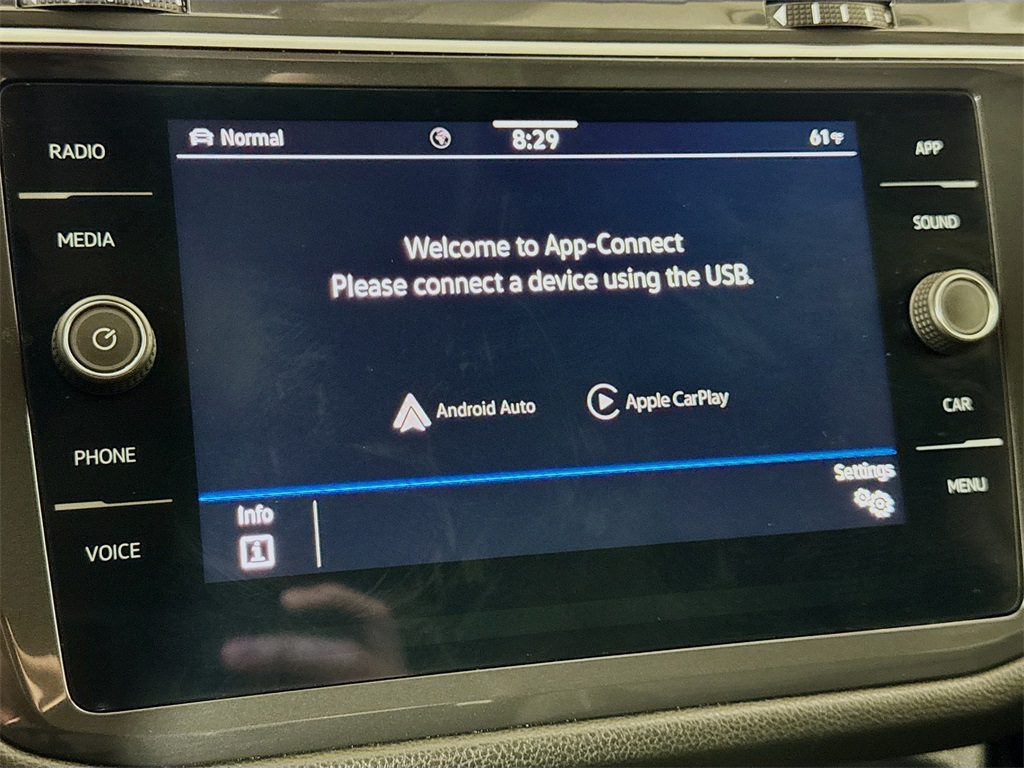 RADIO
MEDIA
PHONE
VOICE
Normal
8:29
61°F
Welcome to App-Connect
Please connect a device using the USB.
Android Auto
Apple CarPlay
Info
Settings
APP
SOUND
CAR
MENU